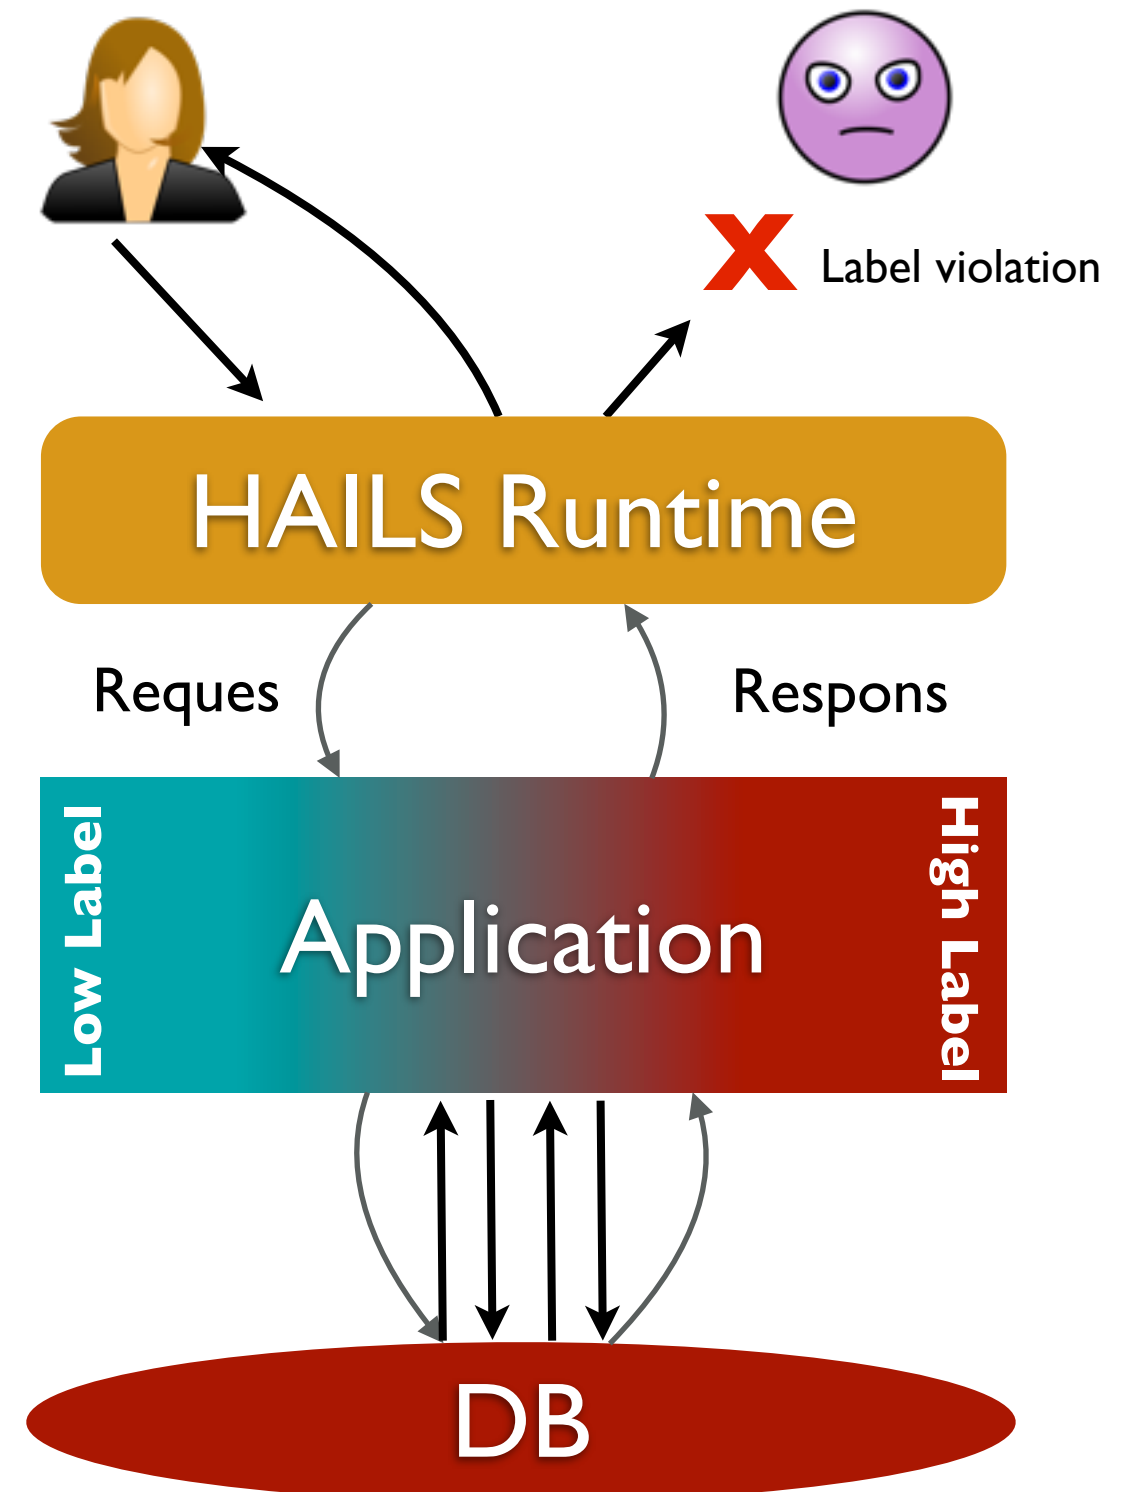 X
Label violation
HAILS Runtime
Reques
Respons
Low Label
Application
High Label
DB